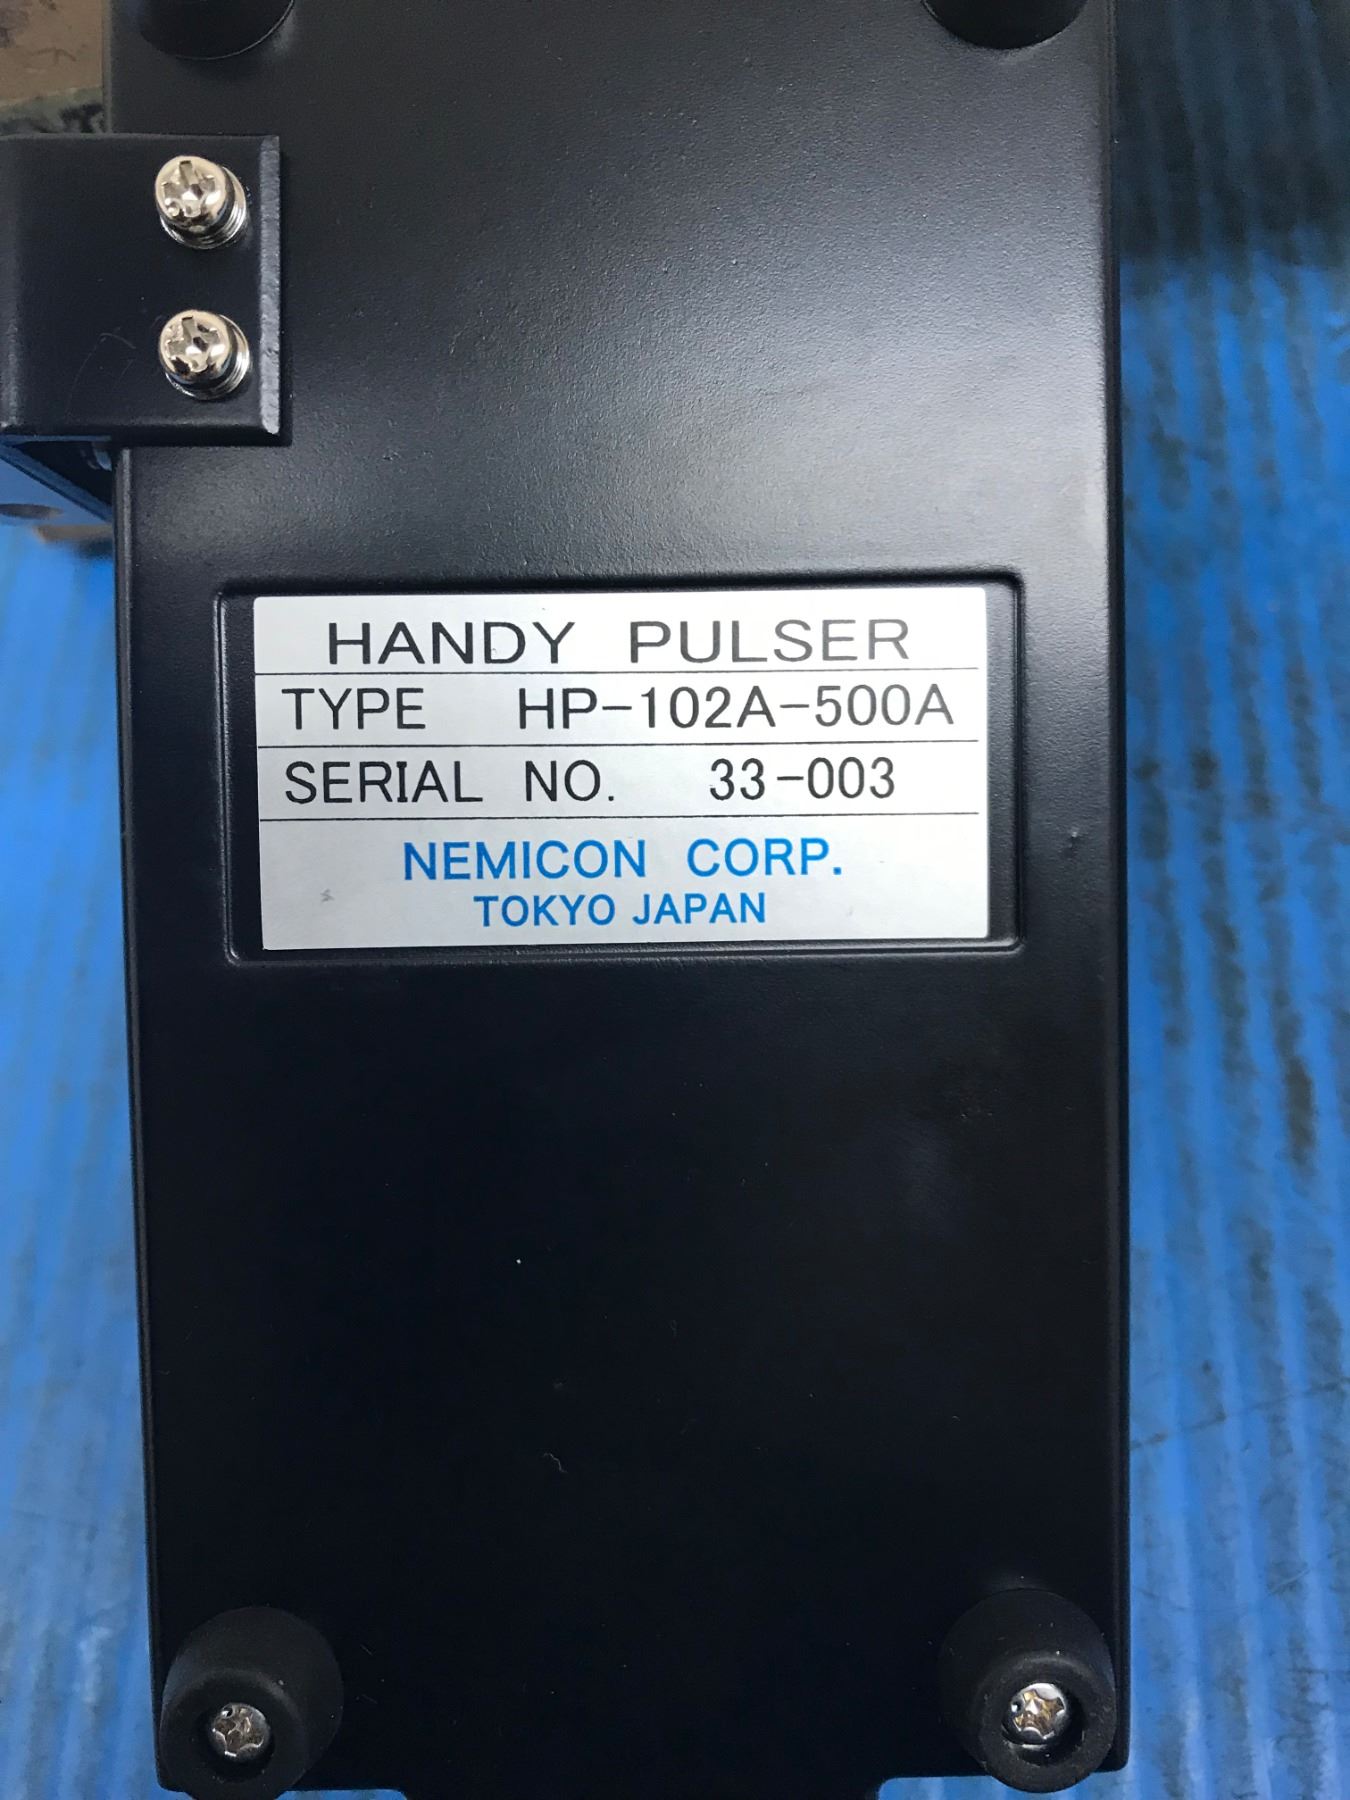 HANDY PULSER
TYPE HP-102A-500A
SERIAL NO. 33-003
NEMICON CORP.
TOKYO JAPAN